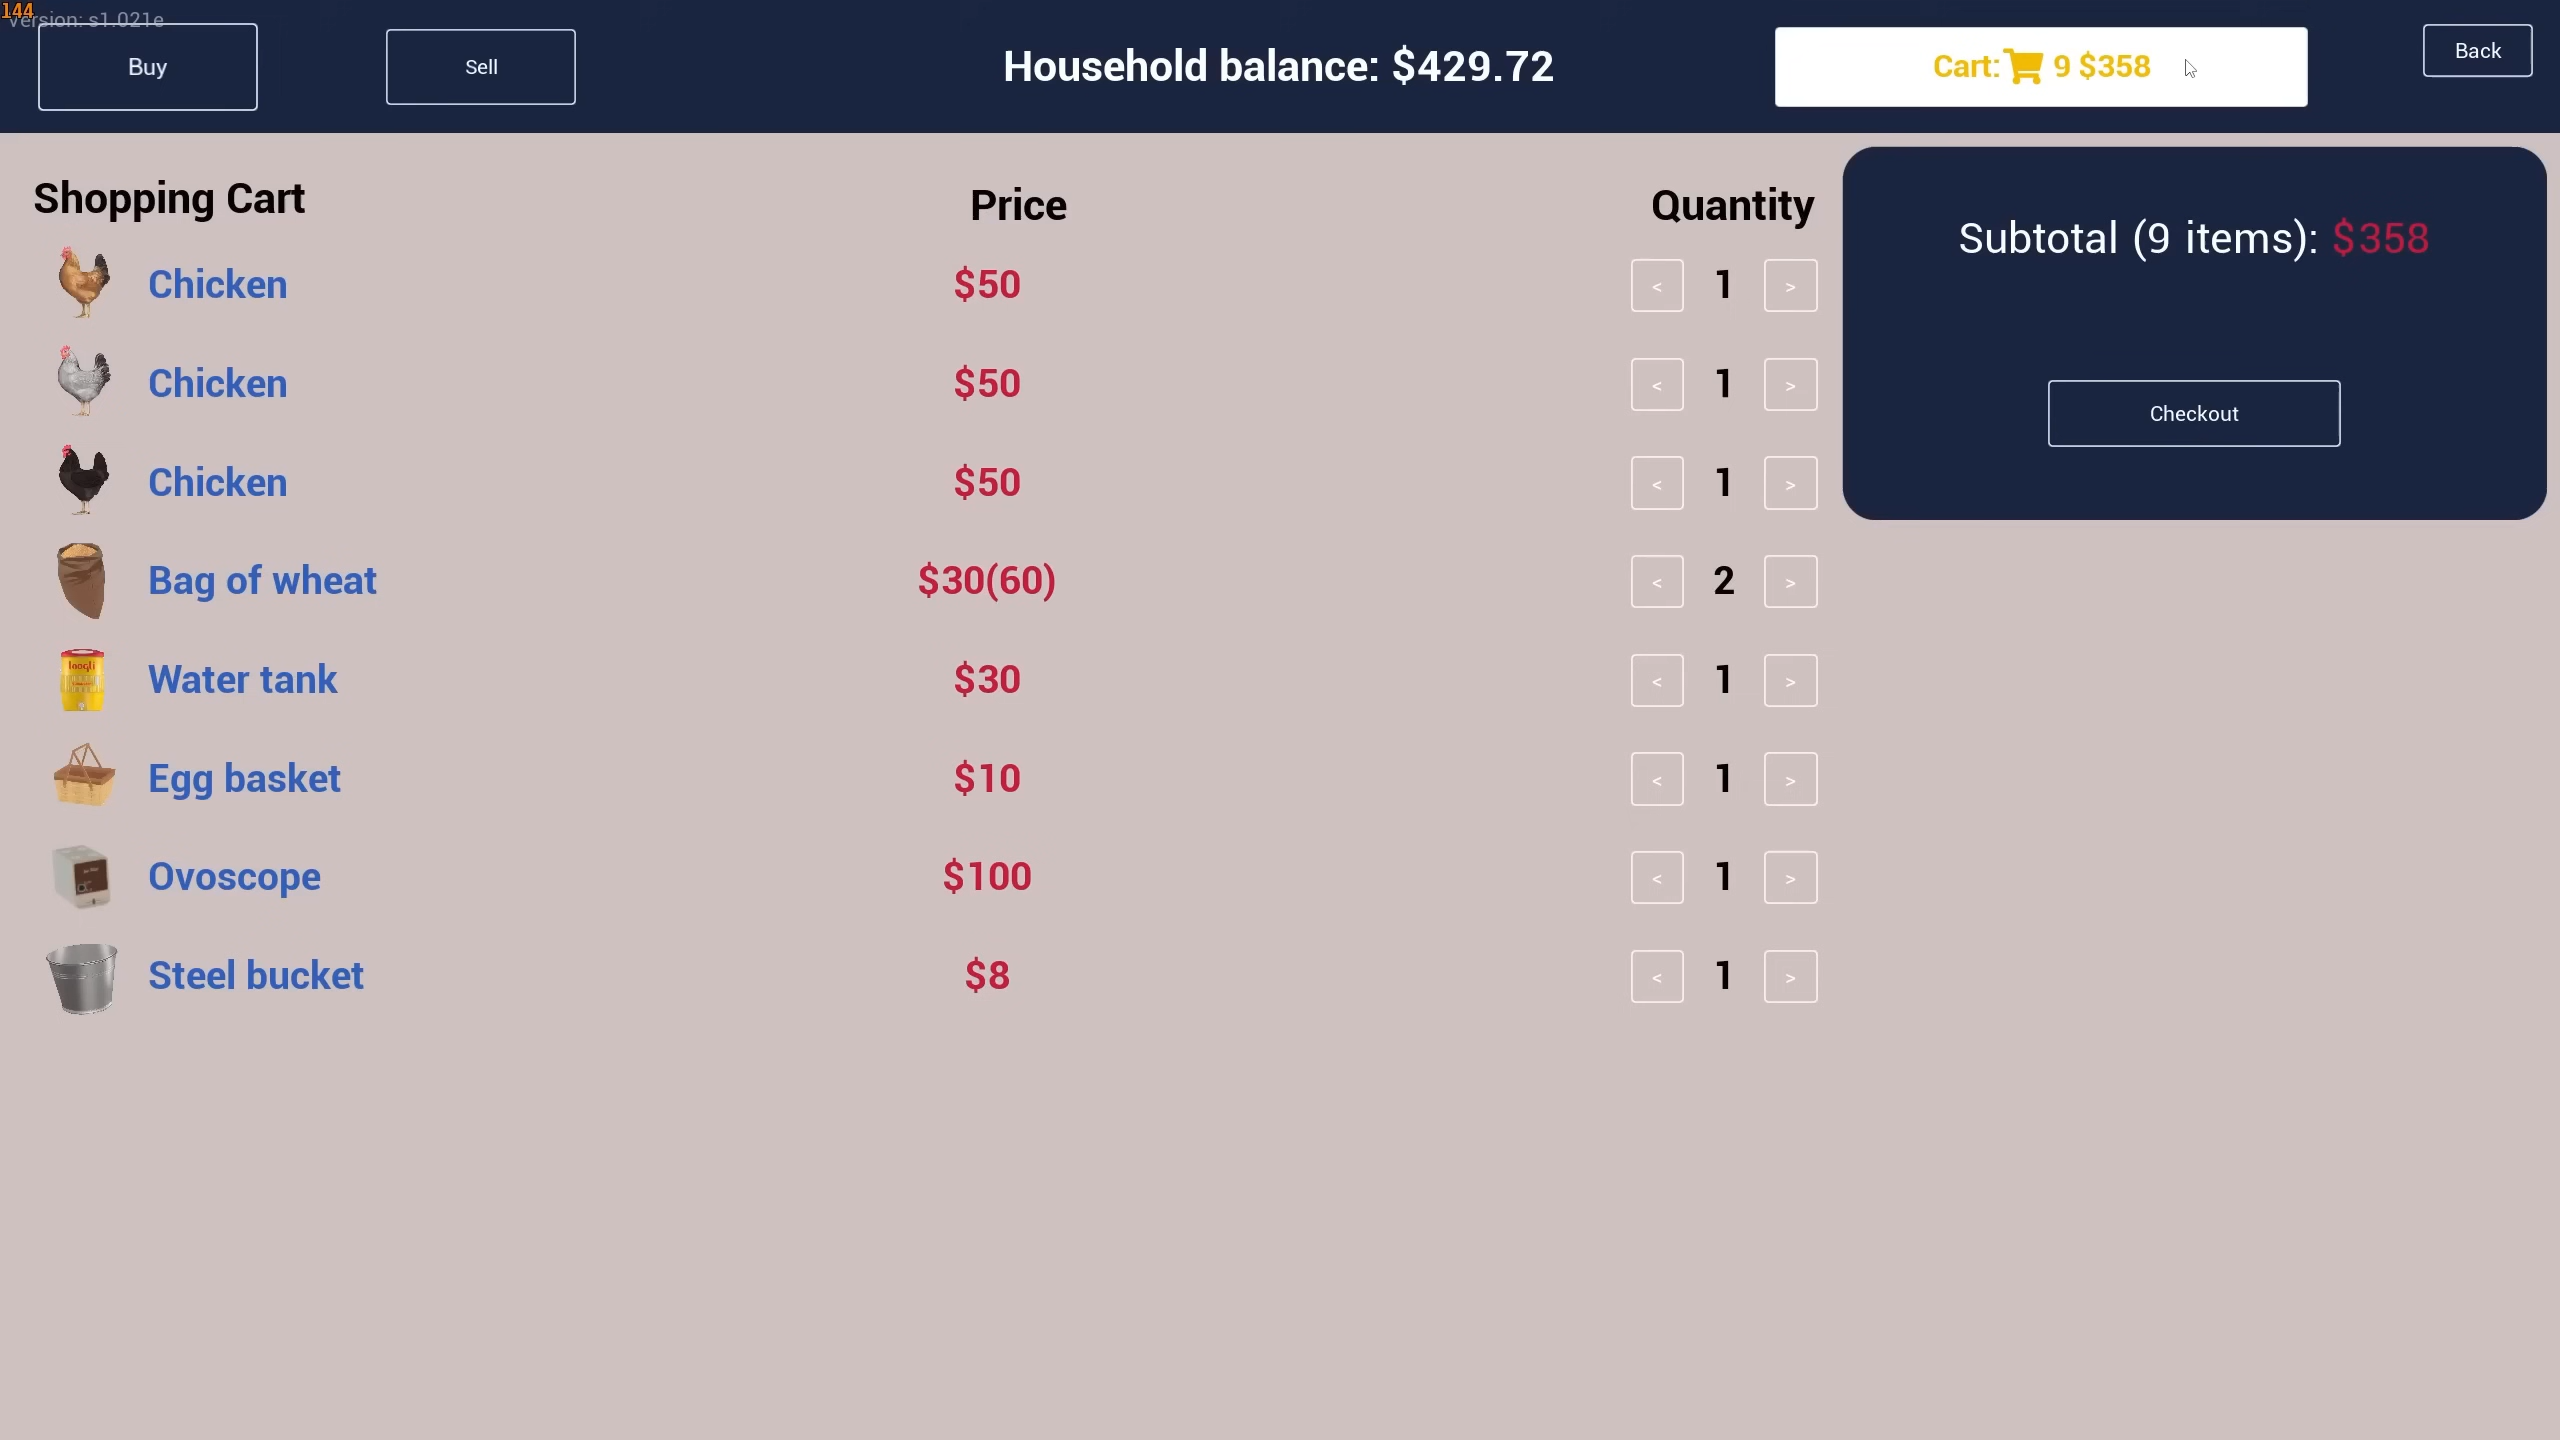 144
Version: s1.021e
Buy
Sell
Household balance: $429.72
Cart: 9 $358
Back
Shopping Cart
Price
Quantity
Subtotal (9 items): $358
Checkout
Chicken $50 < 1 >
Chicken $50 < 1 >
Chicken $50 < 1 >
Bag of wheat $30(60) < 2 >
Water tank $30 < 1 >
Egg basket $10 < 1 >
Ovoscope $100 < 1 >
Steel bucket $8 < 1 >